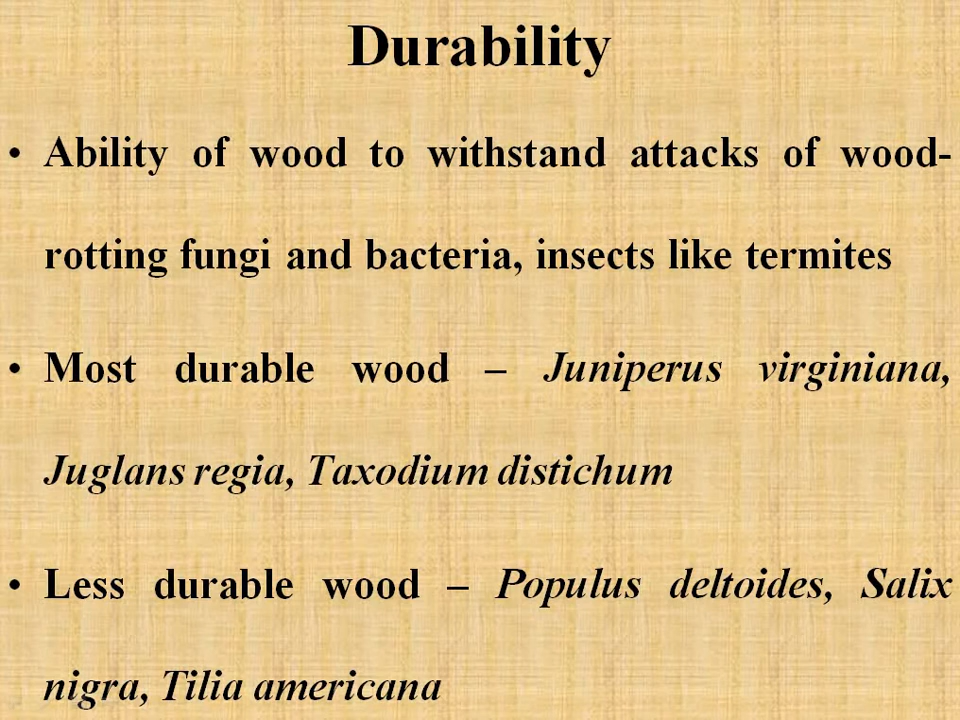 Durability
• Ability of wood to withstand attacks of wood-
rotting fungi and bacteria, insects like termites
• Most durable wood – Juniperus virginiana,
Juglans regia, Taxodium distichum
• Less durable wood – Populus deltoides, Salix
nigra, Tilia americana